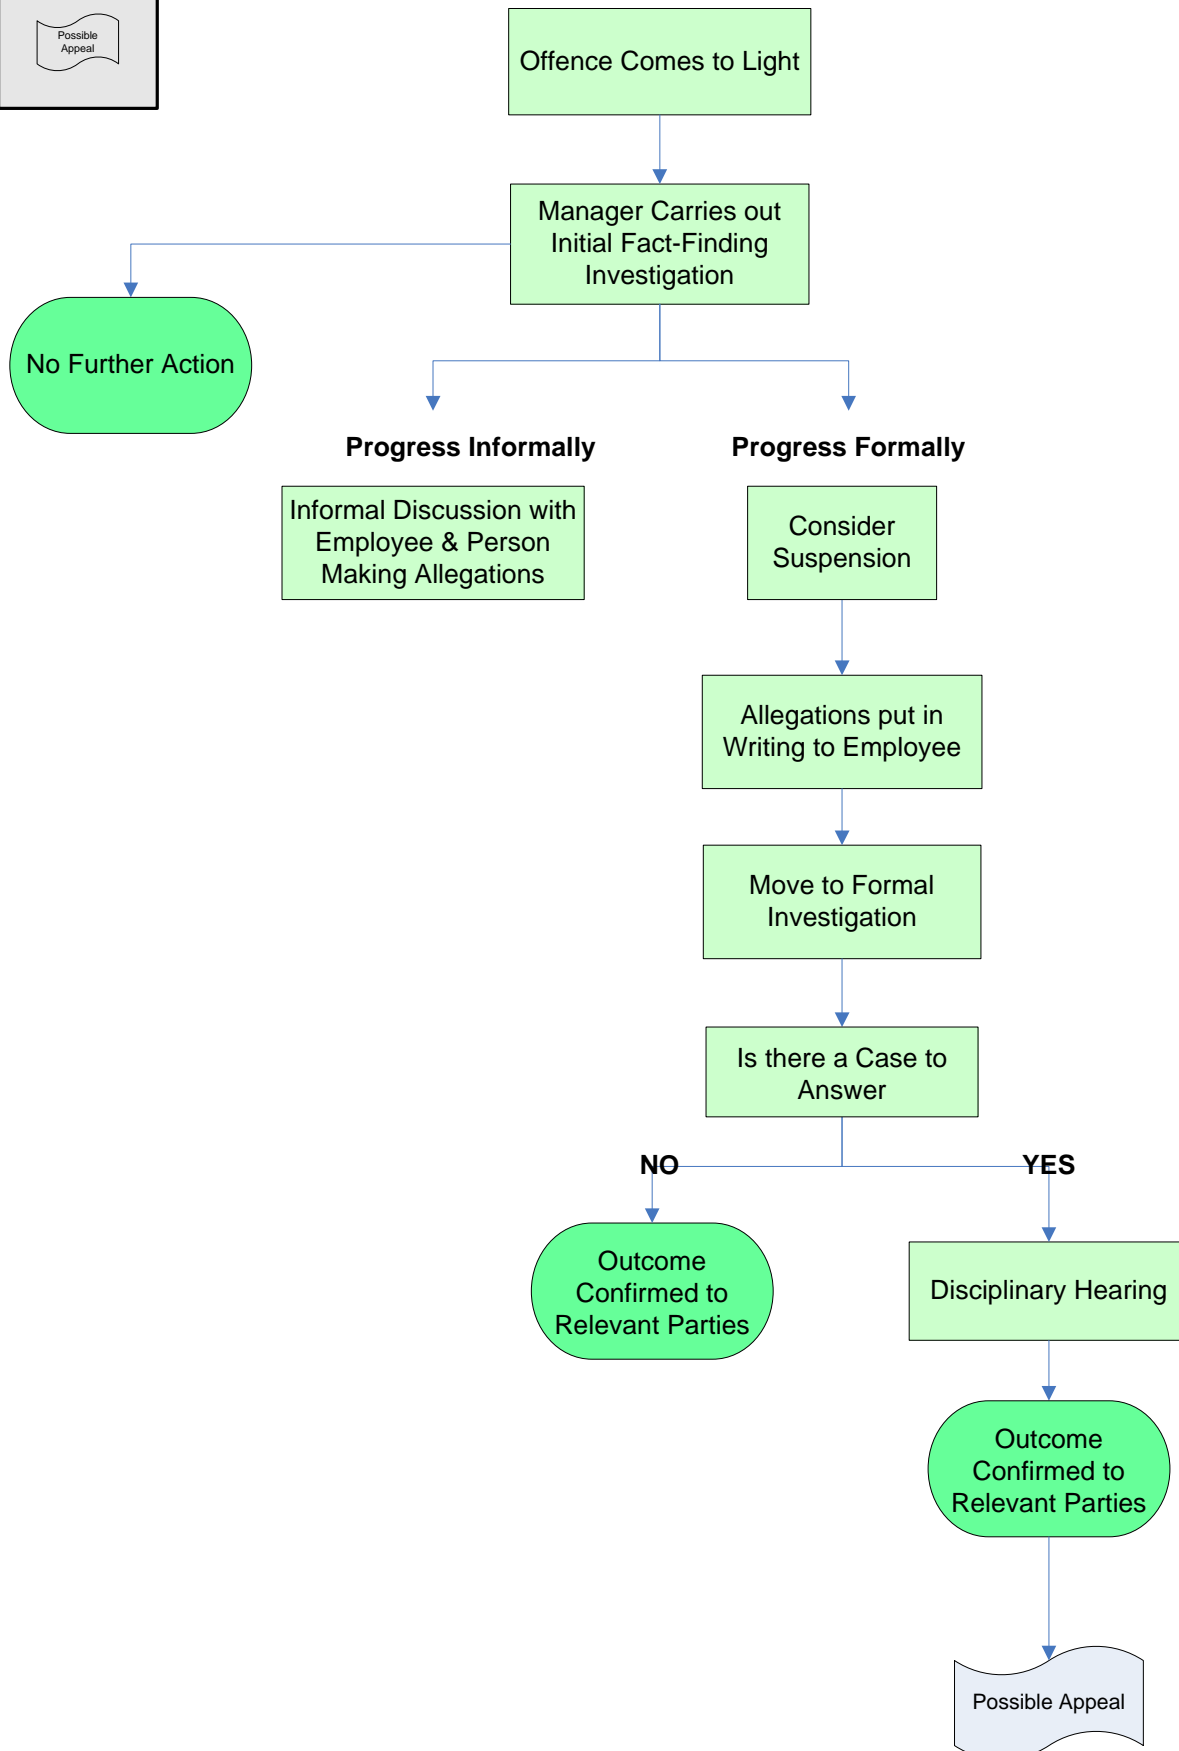 Possible
Appeal
Offence Comes to Light
Manager Carries out
Initial Fact-Finding
Investigation
No Further Action
Progress Informally
Progress Formally
Informal Discussion with
Employee & Person
Making Allegations
Consider
Suspension
Allegations put in
Writing to Employee
Move to Formal
Investigation
Is there a Case to
Answer
NO
YES
Outcome
Confirmed to
Relevant Parties
Disciplinary Hearing
Outcome
Confirmed to
Relevant Parties
Possible Appeal